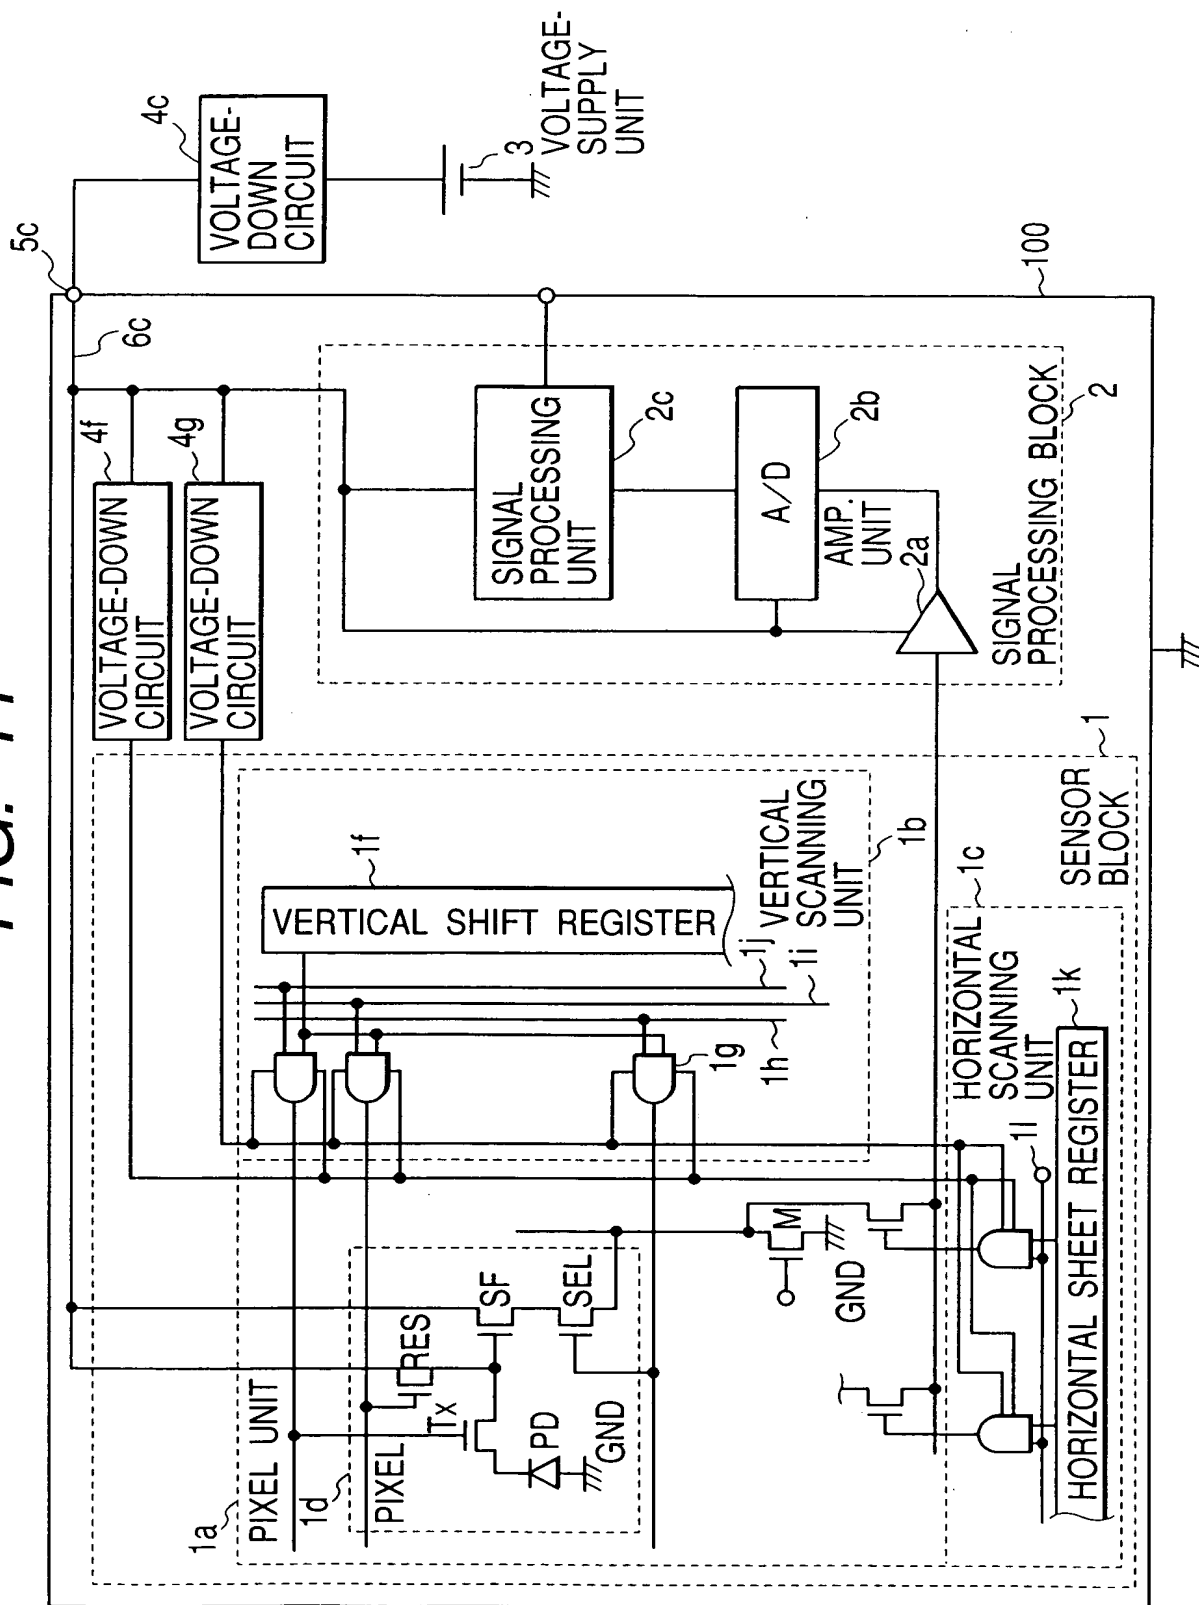 FIG. 11
5c
6c
4c
VOLTAGE-
DOWN
CIRCUIT
3
VOLTAGE-
SUPPLY
UNIT
100
4f
VOLTAGE-DOWN
CIRCUIT
4g
VOLTAGE-DOWN
CIRCUIT
SIGNAL
PROCESSING
UNIT
2c
A/D
2b
AMP.
UNIT
2a
SIGNAL
PROCESSING BLOCK
2
1
SENSOR
BLOCK
1f
VERTICAL SHIFT REGISTER
VERTICAL
SCANNING
UNIT
1b
1j
1i
1h
1g
1a
PIXEL UNIT
1d
PIXEL
Tx
RES
SF
SEL
PD
GND
M
GND
1c
HORIZONTAL
SCANNING
UNIT
1k
1l
HORIZONTAL SHEET REGISTER